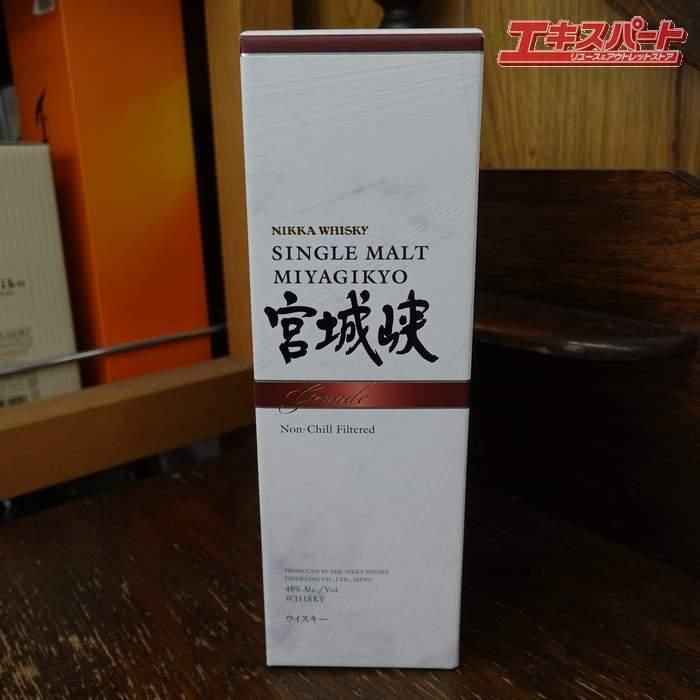 エキスパート
リユース&アウトレットストア
NIKKA WHISKY
SINGLE MALT
MIYAGIKYO
宮城峡
Grande
Non-Chill Filtered
PRODUCED BY THE NIKKA WHISKY
DISTILLING CO., LTD., JAPAN
48% Alc./Vol.
WHISKY
ウイスキー
iko